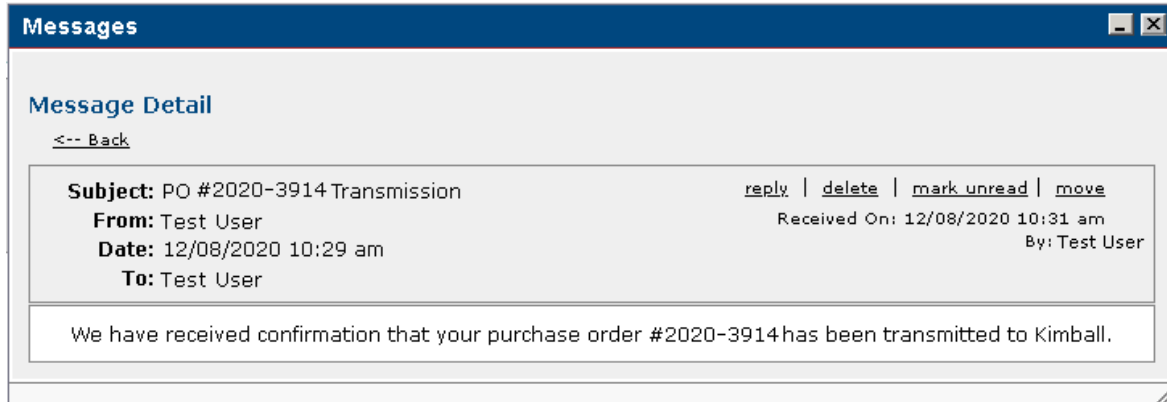 Messages
Message Detail
<-- Back
Subject: PO #2020-3914 Transmission
reply | delete | mark unread | move
From: Test User
Received On: 12/08/2020 10:31 am
Date: 12/08/2020 10:29 am
By: Test User
To: Test User
We have received confirmation that your purchase order #2020-3914 has been transmitted to Kimball.